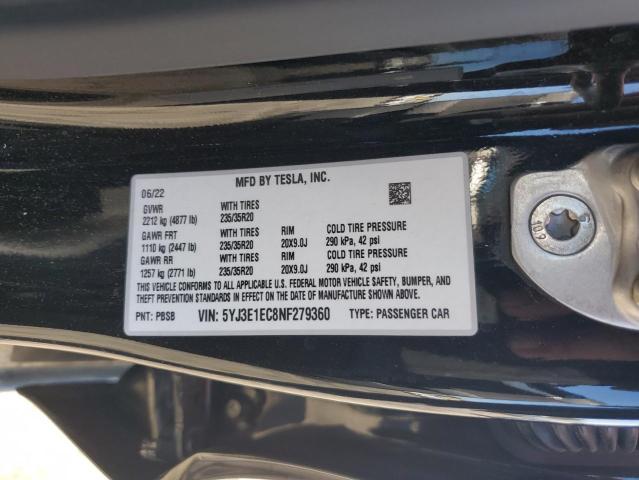 MFD BY TESLA, INC.
06/22
GVWR WITH TIRES
2212 kg (4877 lb) 235/35R20
GAWR FRT WITH TIRES RIM COLD TIRE PRESSURE
1110 kg (2447 lb) 235/35R20 20X9.0J 290 kPa, 42 psi
GAWR RR WITH TIRES RIM COLD TIRE PRESSURE
1257 kg (2771 lb) 235/35R20 20X9.0J 290 kPa, 42 psi
THIS VEHICLE CONFORMS TO ALL APPLICABLE U.S. FEDERAL MOTOR VEHICLE SAFETY, BUMPER, AND
THEFT PREVENTION STANDARDS IN EFFECT ON THE DATE OF MANUFACTURE SHOWN ABOVE.
PNT: PBSB VIN: 5YJ3E1EC8NF279360 TYPE: PASSENGER CAR
10.9